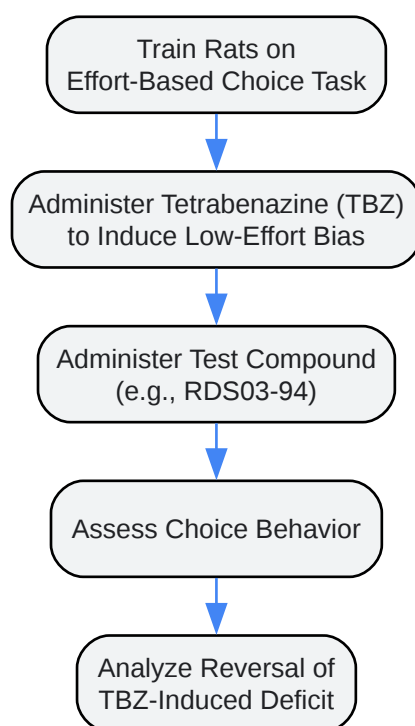 Train Rats on
Effort-Based Choice Task
Administer Tetrabenazine (TBZ)
to Induce Low-Effort Bias
Administer Test Compound
(e.g., RDS03-94)
Assess Choice Behavior
Analyze Reversal of
TBZ-Induced Deficit